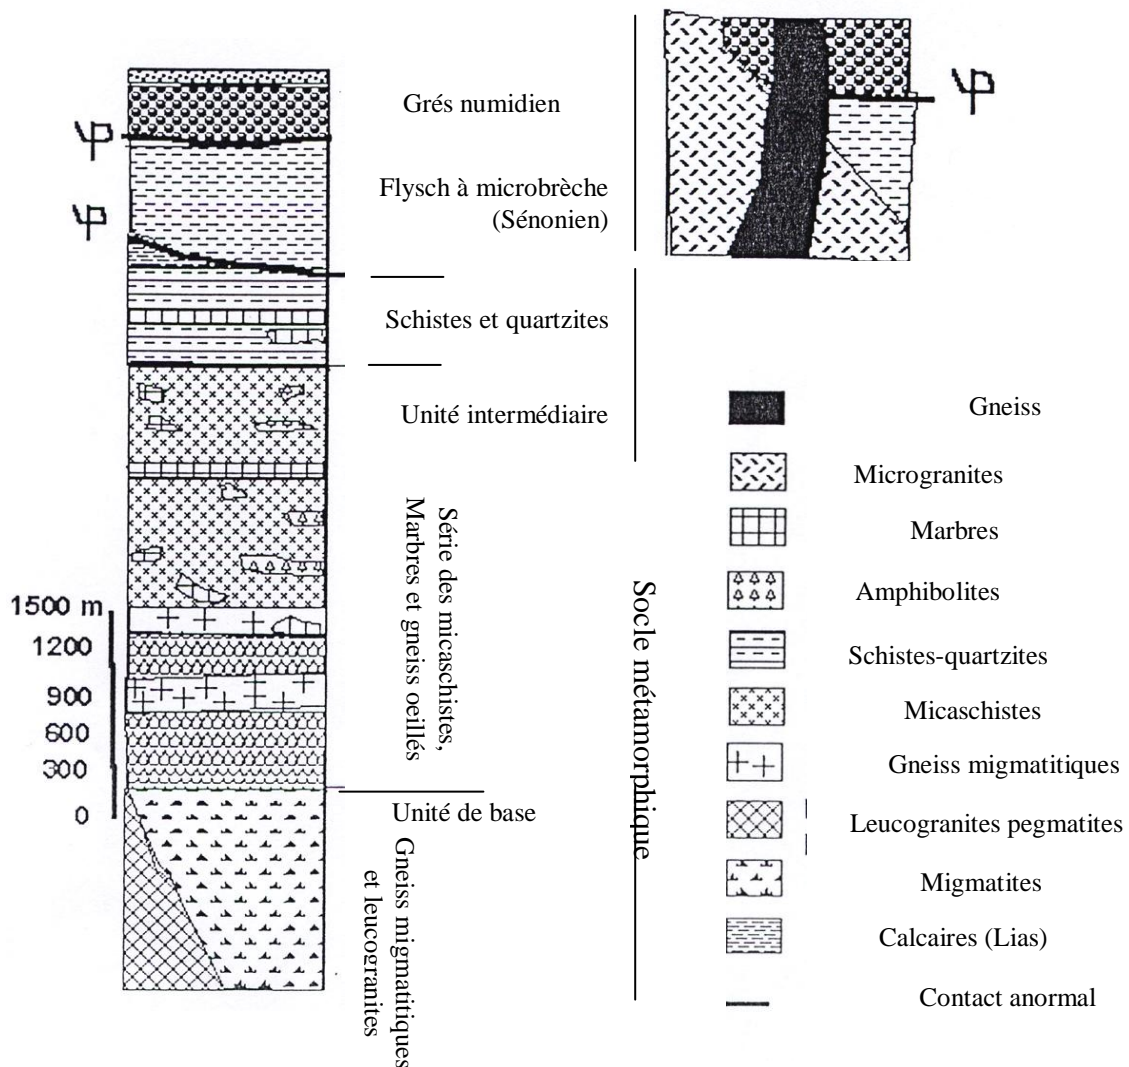 Grés numidien
Flysch à microbrèche
(Sénonien)
Schistes et quartzites
Unité intermédiaire
Série des micaschistes,
Marbres et gneiss oeillés
Unité de base
Gneiss migmatitiques
et leucogranites
1500 m
1200
900
600
300
0
Socle métamorphique
φ
φ
φ
Gneiss
Microgranites
Marbres
Amphibolites
Schistes-quartzites
Micaschistes
Gneiss migmatitiques
Leucogranites pegmatites
Migmatites
Calcaires (Lias)
Contact anormal